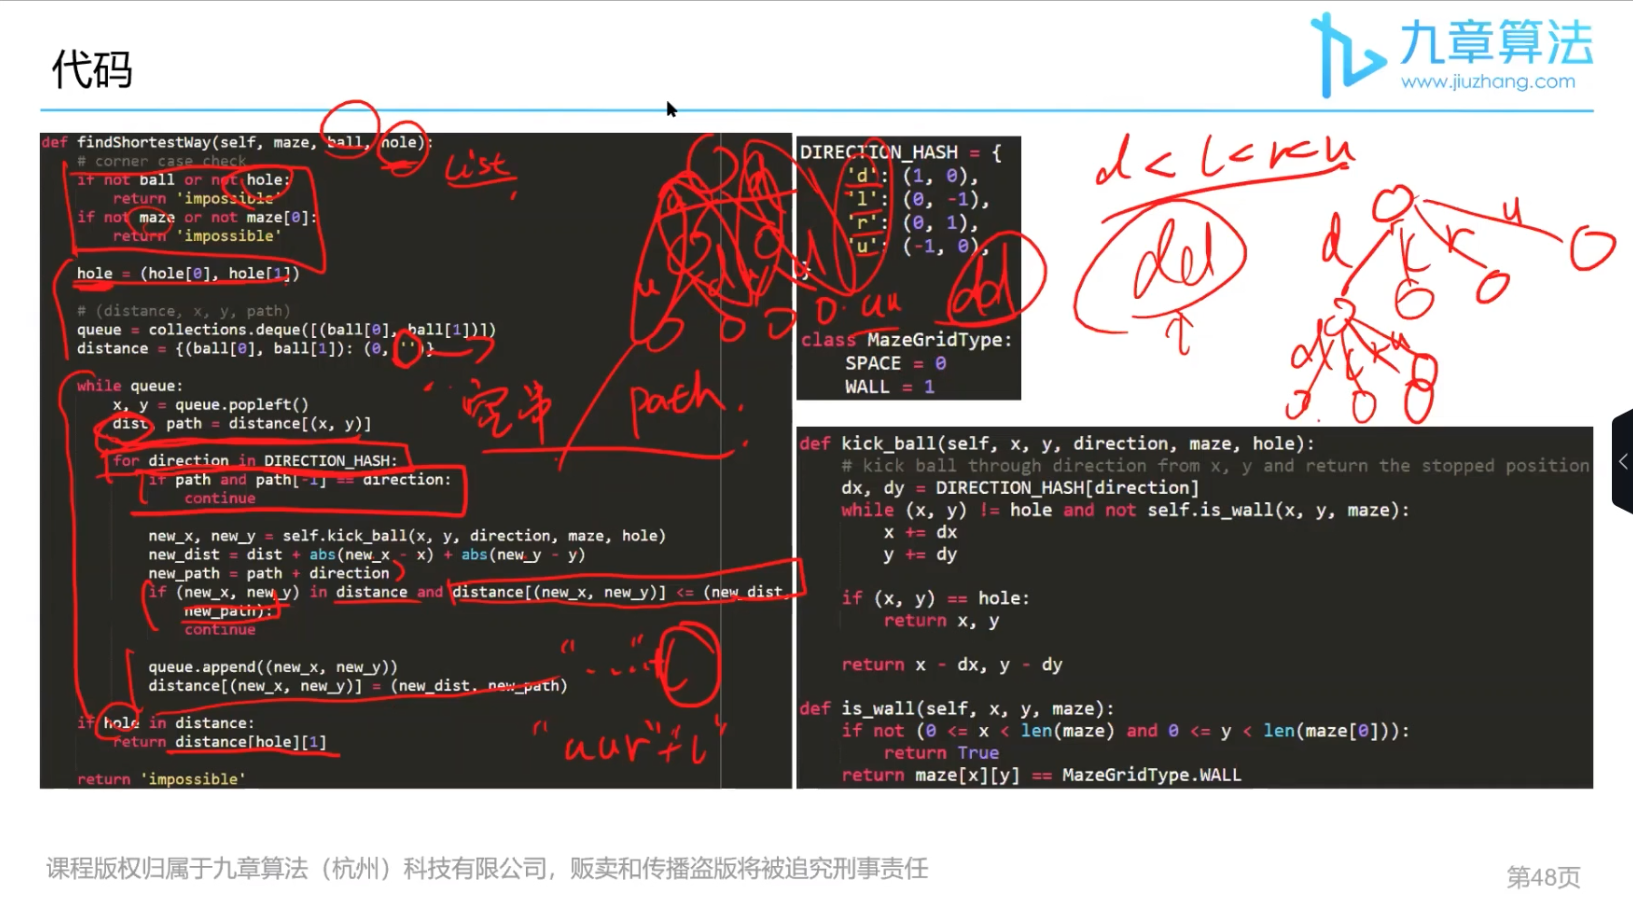 代码
九章算法
www.jiuzhang.com
def findShortestWay(self, maze, ball, hole):
# corner case check
if not ball or not hole:
return 'impossible'
if not maze or not maze[0]:
return 'impossible'
hole = (hole[0], hole[1])
# (distance, x, y, path)
queue = collections.deque([(ball[0], ball[1])])
distance = {(ball[0], ball[1]): (0, '')}
while queue:
x, y = queue.popleft()
dist, path = distance[(x, y)]
for direction in DIRECTION_HASH:
if path and path[-1] == direction:
continue
new_x, new_y = self.kick_ball(x, y, direction, maze, hole)
new_dist = dist + abs(new_x - x) + abs(new_y - y)
new_path = path + direction
if (new_x, new_y) in distance and distance[(new_x, new_y)] <= (new_dist,
new_path):
continue
queue.append((new_x, new_y))
distance[(new_x, new_y)] = (new_dist, new_path)
if hole in distance:
return distance[hole][1]
return 'impossible'
list
空串
path.
"....."+
"uur"+"l"
DIRECTION_HASH = {
'd': (1, 0),
'l': (0, -1),
'r': (0, 1),
'u': (-1, 0),
}
uu
dd
class MazeGridType:
SPACE = 0
WALL = 1
d < l < r < u
dd
d
r
u
d
u
def kick_ball(self, x, y, direction, maze, hole):
# kick ball through direction from x, y and return the stopped position
dx, dy = DIRECTION_HASH[direction]
while (x, y) != hole and not self.is_wall(x, y, maze):
x += dx
y += dy
if (x, y) == hole:
return x, y
return x - dx, y - dy
def is_wall(self, x, y, maze):
if not (0 <= x < len(maze) and 0 <= y < len(maze[0])):
return True
return maze[x][y] == MazeGridType.WALL
课程版权归属于九章算法（杭州）科技有限公司，贩卖和传播盗版将被追究刑事责任
第48页